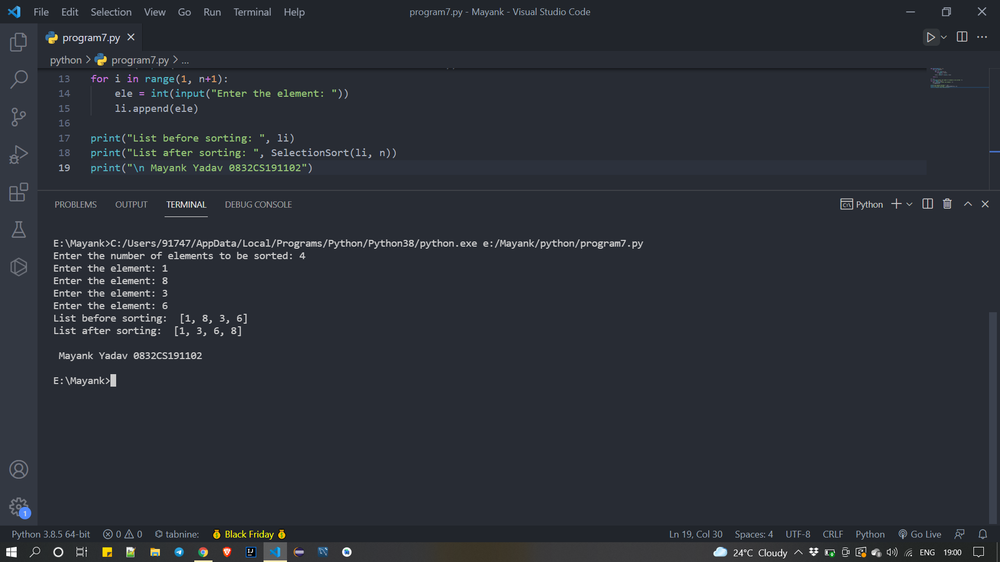 File Edit Selection View Go Run Terminal Help program7.py - Mayank - Visual Studio Code
program7.py
python > program7.py > ...
13 for i in range(1, n+1):
14 ele = int(input("Enter the element: "))
15 li.append(ele)
16
17 print("List before sorting: ", li)
18 print("List after sorting: ", SelectionSort(li, n))
19 print("\n Mayank Yadav 0832CS191102")
PROBLEMS OUTPUT TERMINAL DEBUG CONSOLE Python
E:\Mayank>C:/Users/91747/AppData/Local/Programs/Python/Python38/python.exe e:/Mayank/python/program7.py
Enter the number of elements to be sorted: 4
Enter the element: 1
Enter the element: 8
Enter the element: 3
Enter the element: 6
List before sorting:  [1, 8, 3, 6]
List after sorting:  [1, 3, 6, 8]
Mayank Yadav 0832CS191102
E:\Mayank>
1
Python 3.8.5 64-bit 0 0 tabnine: Black Friday Ln 19, Col 30 Spaces: 4 UTF-8 CRLF Python Go Live
24°C Cloudy ENG 19:00